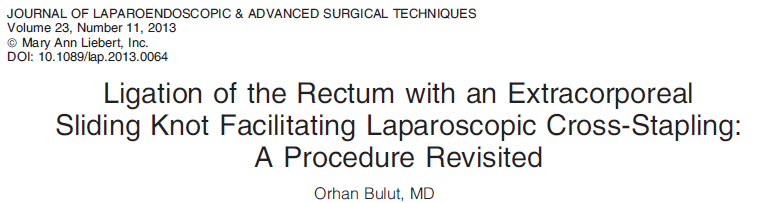 JOURNAL OF LAPAROENDOSCOPIC & ADVANCED SURGICAL TECHNIQUES
Volume 23, Number 11, 2013
© Mary Ann Liebert, Inc.
DOI: 10.1089/lap.2013.0064
Ligation of the Rectum with an Extracorporeal
Sliding Knot Facilitating Laparoscopic Cross-Stapling:
A Procedure Revisited
Orhan Bulut, MD